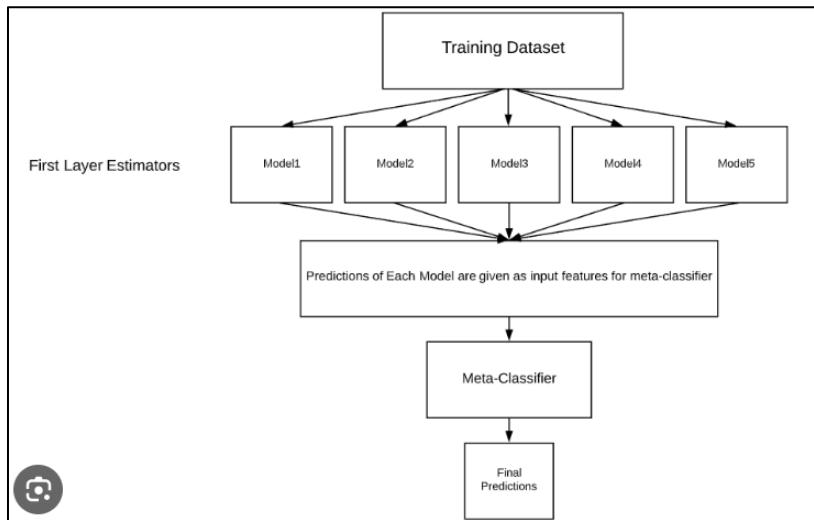 Training Dataset
First Layer Estimators
Model1
Model2
Model3
Model4
Model5
Predictions of Each Model are given as input features for meta-classifier
Meta-Classifier
Final
Predictions